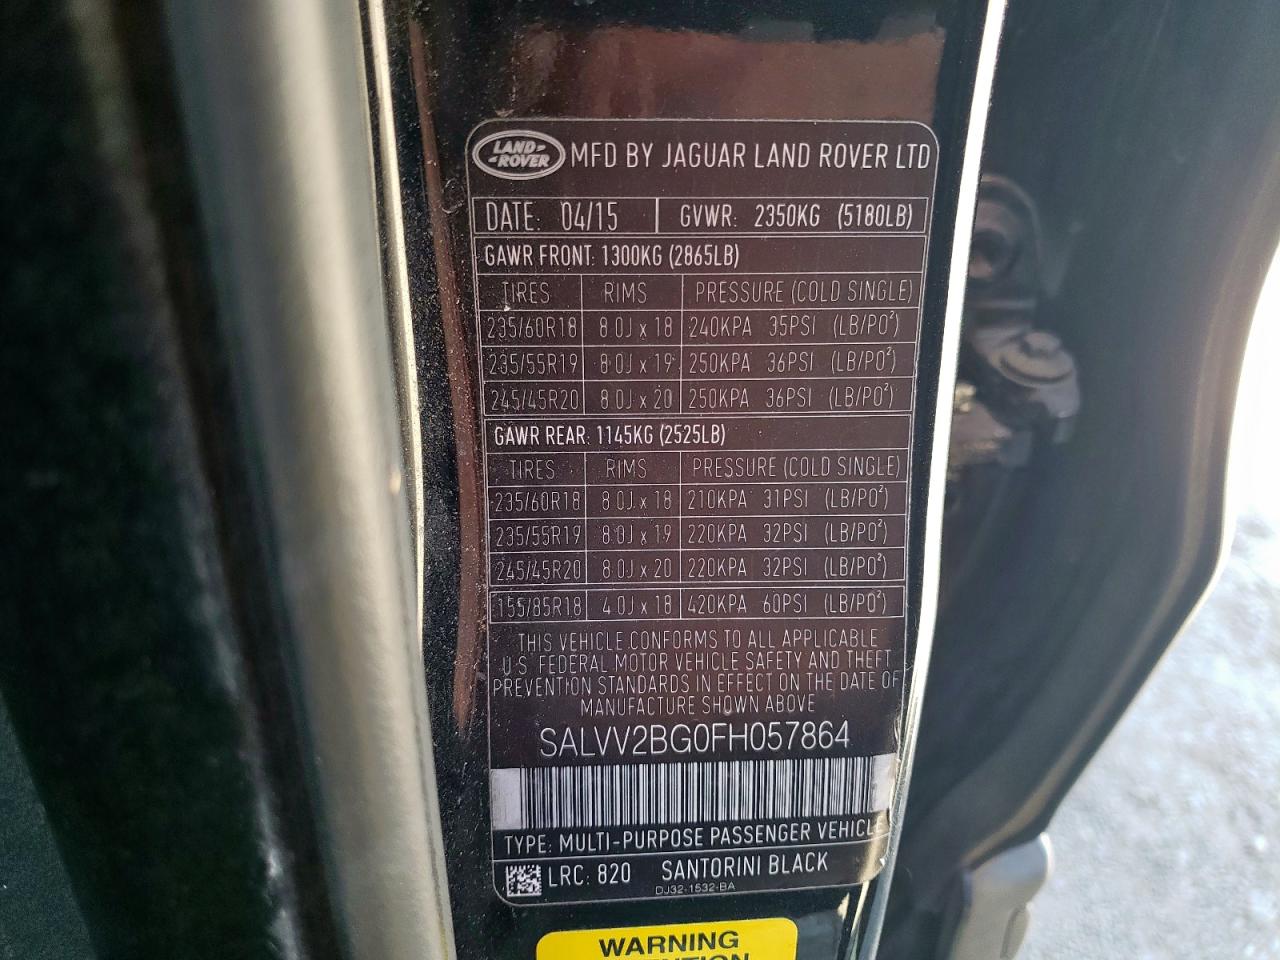 LAND-
-ROVER
MFD BY JAGUAR LAND ROVER LTD
DATE: 04/15 GVWR: 2350KG (5180LB)
GAWR FRONT: 1300KG (2865LB)
TIRES RIMS PRESSURE (COLD SINGLE)
235/60R18 8.0J x 18 240KPA 35PSI (LB/PO²)
235/55R19 8.0J x 19 250KPA 36PSI (LB/PO²)
245/45R20 8.0J x 20 250KPA 36PSI (LB/PO²)
GAWR REAR: 1145KG (2525LB)
TIRES RIMS PRESSURE (COLD SINGLE)
235/60R18 8.0J x 18 210KPA 31PSI (LB/PO²)
235/55R19 8.0J x 19 220KPA 32PSI (LB/PO²)
245/45R20 8.0J x 20 220KPA 32PSI (LB/PO²)
155/85R18 4.0J x 18 420KPA 60PSI (LB/PO²)
THIS VEHICLE CONFORMS TO ALL APPLICABLE
U.S. FEDERAL MOTOR VEHICLE SAFETY AND THEFT
PREVENTION STANDARDS IN EFFECT ON THE DATE OF
MANUFACTURE SHOWN ABOVE
SALVV2BG0FH057864
TYPE: MULTI-PURPOSE PASSENGER VEHICLE
LRC: 820 SANTORINI BLACK
DJ32-1532-BA
WARNING